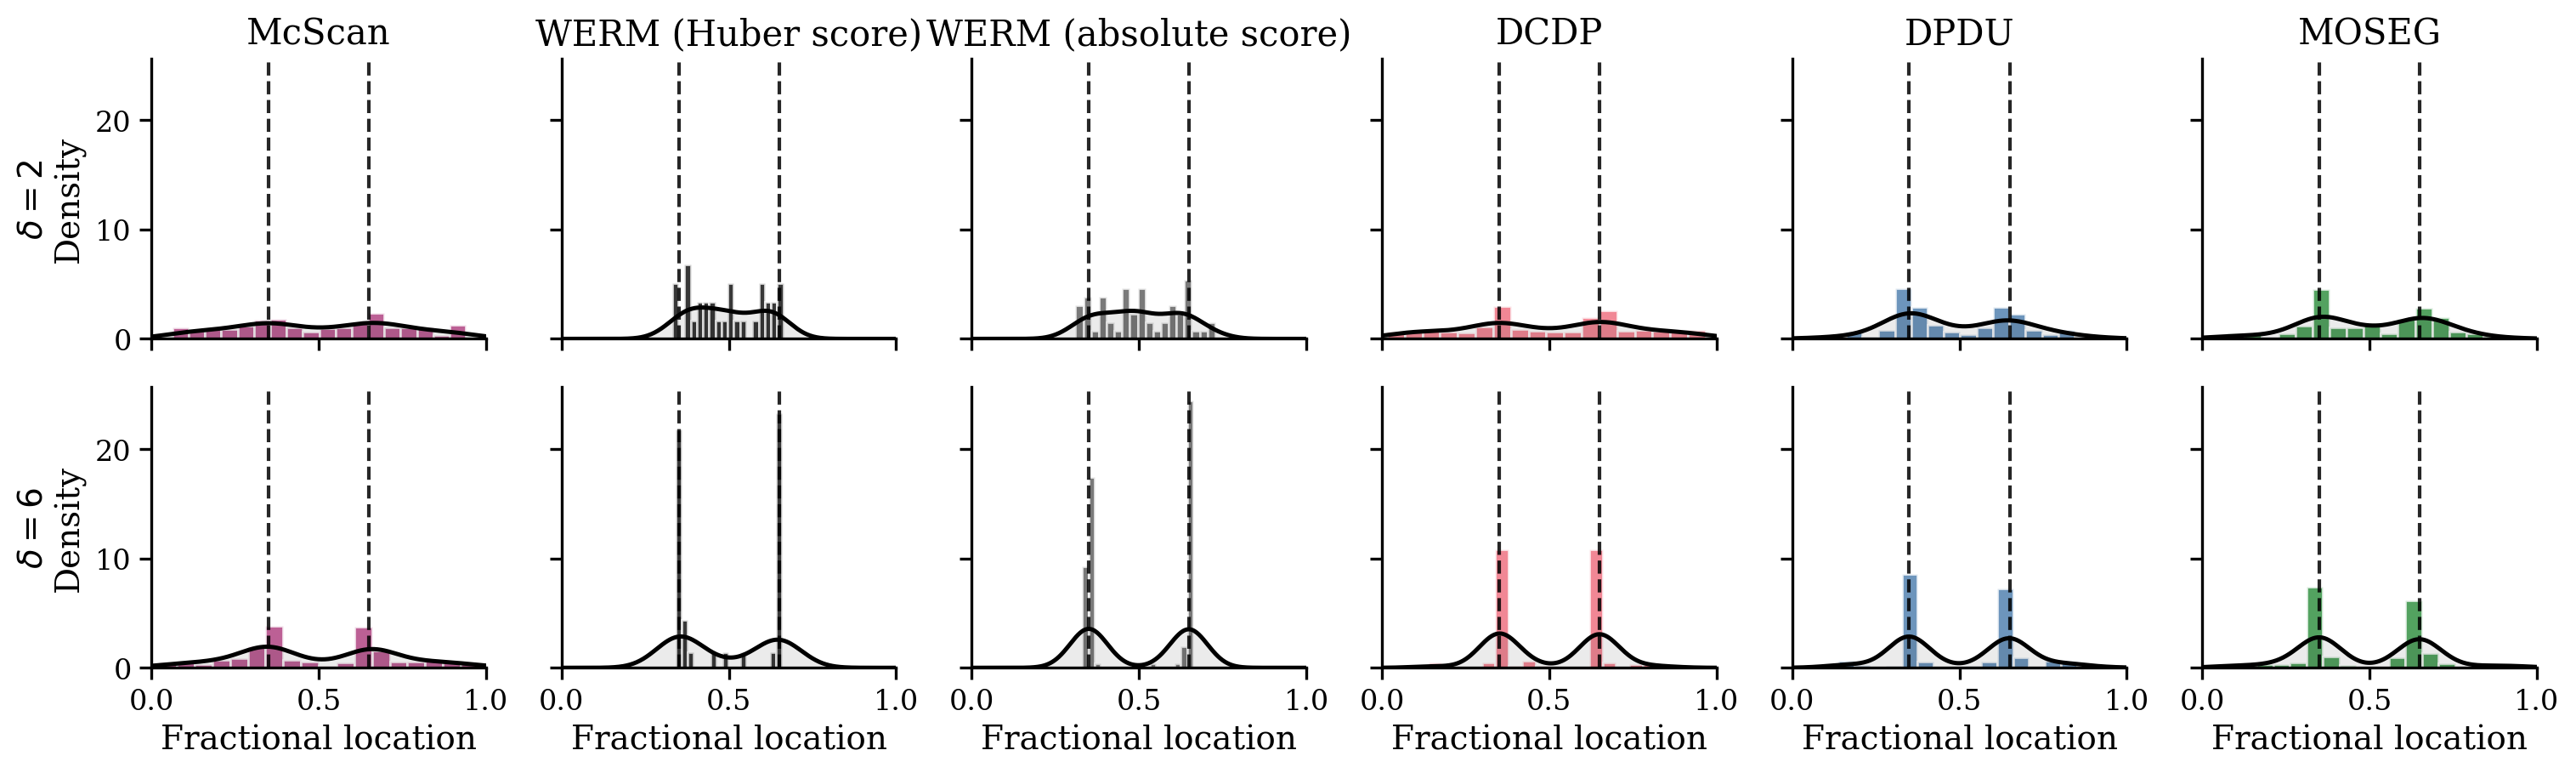 McScan WERM (Huber score) WERM (absolute score) DCDP DPDU MOSEG
δ = 2
Density
20
10
0
δ = 6
Density
20
10
0
0.0 0.5 1.0 0.0 0.5 1.0 0.0 0.5 1.0 0.0 0.5 1.0 0.0 0.5 1.0 0.0 0.5 1.0
Fractional location Fractional location Fractional location Fractional location Fractional location Fractional location